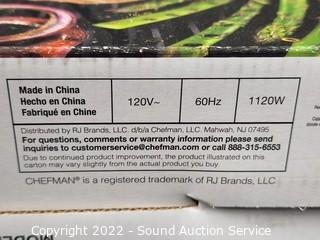 Made in China
Hecho en China
Fabriqué en Chine
120V~
60Hz
1120W
Distributed by RJ Brands, LLC. d/b/a Chefman, LLC. Mahwah, NJ 07495
For questions, comments or warranty information please send
inquiries to customerservice@chefman.com or call 888-315-6553
Due to continued product improvement, the product illustrated on this
carton may vary slightly from the actual product you buy.
CHEFMAN® is a registered trademark of RJ Brands, LLC
MODEL
Copyright 2022 - Sound Auction Service